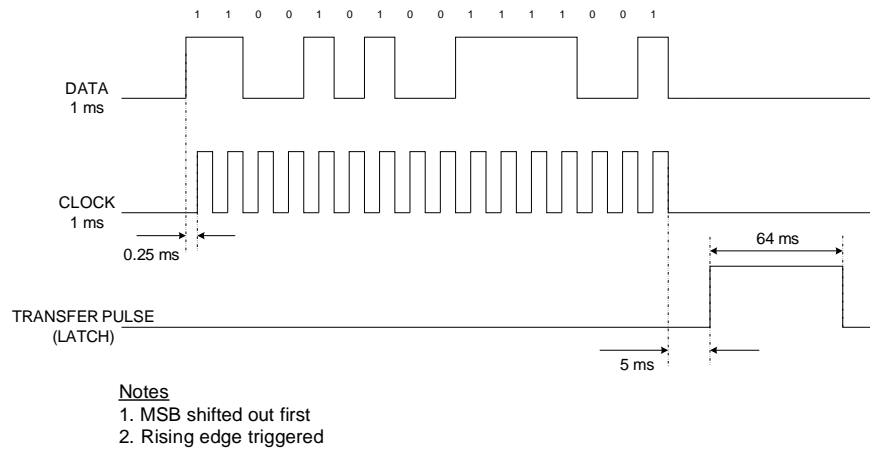 1 1 0 0 1 0 1 0 0 1 1 1 1 0 0 1
DATA
1 ms
CLOCK
1 ms
0.25 ms
64 ms
TRANSFER PULSE
(LATCH)
5 ms
Notes
1. MSB shifted out first
2. Rising edge triggered